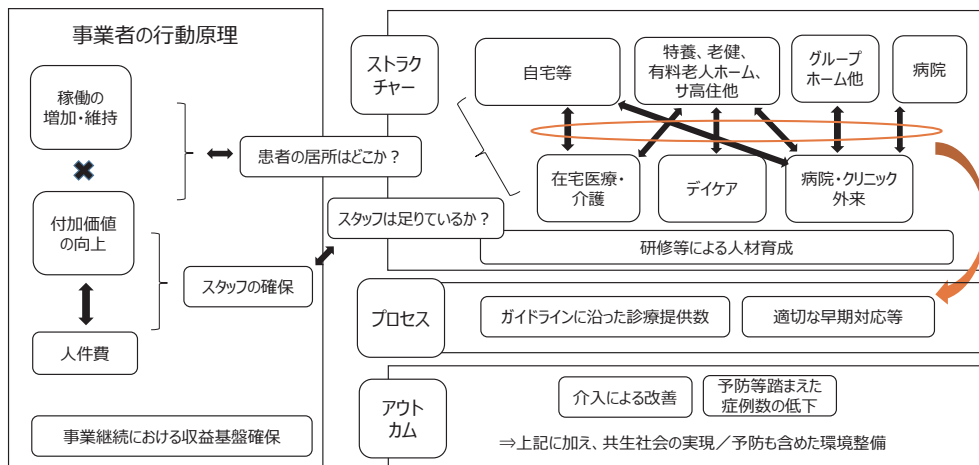 事業者の行動原理
稼働の
増加・維持
付加価値
の向上
人件費
スタッフの確保
事業継続における収益基盤確保
患者の居所はどこか？
スタッフは足りているか？
ストラク
チャー
自宅等
特養、老健、
有料老人ホーム、
サ高住他
グループ
ホーム他
病院
在宅医療・
介護
デイケア
病院・クリニック
外来
研修等による人材育成
プロセス
ガイドラインに沿った診療提供数
適切な早期対応等
アウト
カム
介入による改善
予防等踏まえた
症例数の低下
⇒上記に加え、共生社会の実現／予防も含めた環境整備